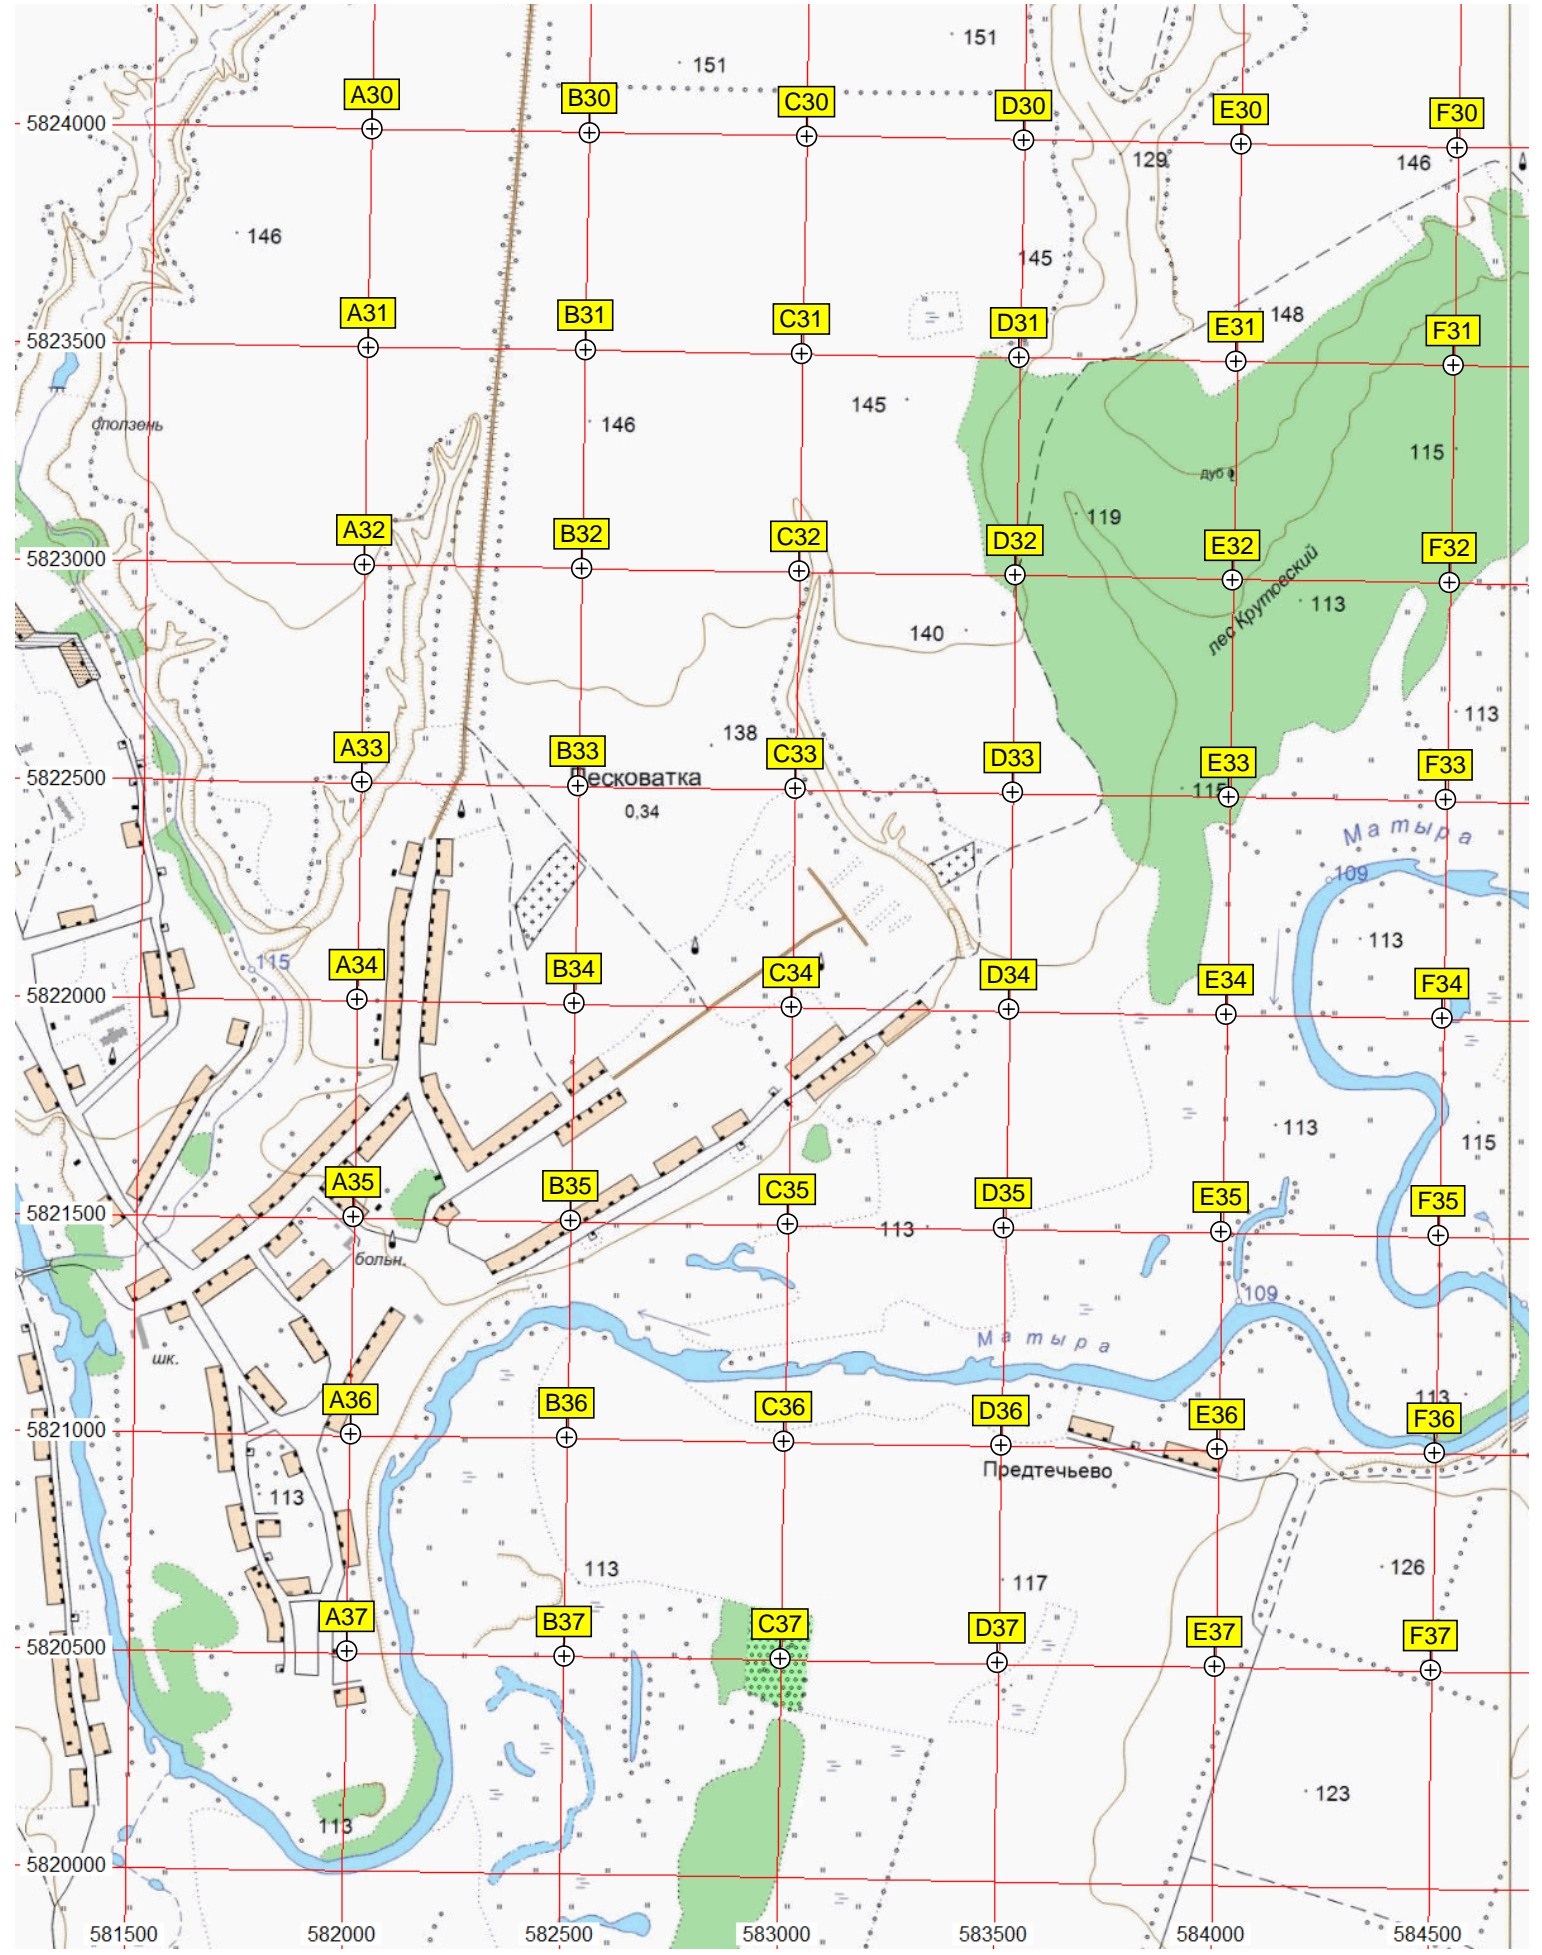 151
151
A30
B30
C30
D30
E30
F30
5824000
129
146
146
145
A31
B31
C31
D31
E31
148
F31
5823500
145
оползень
146
115
дуб
119
A32
B32
C32
D32
E32
F32
5823000
лес Крутовский
113
140
113
138
A33
B33
C33
D33
E33
F33
5822500
Песковатка
115
0,34
Матыра
109
113
115
A34
B34
C34
D34
E34
F34
5822000
113
115
A35
B35
C35
D35
E35
F35
5821500
113
больн.
109
Матыра
шк.
113
A36
B36
C36
D36
E36
F36
5821000
Предтечьево
113
113
117
126
A37
B37
C37
D37
E37
F37
5820500
123
113
5820000
581500
582000
582500
583000
583500
584000
584500